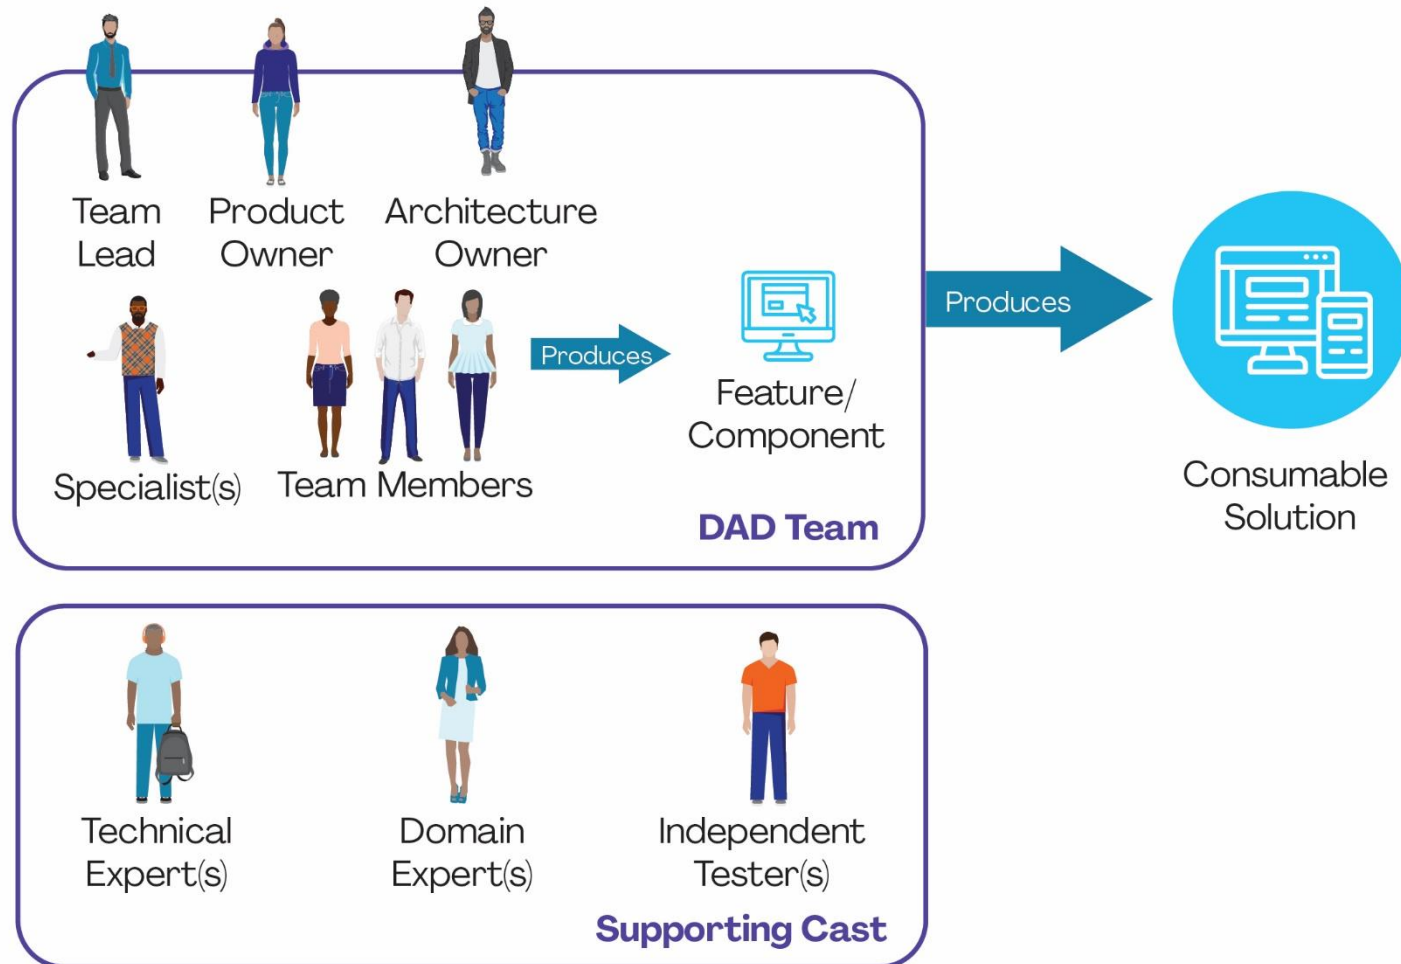 Team
Lead
Product
Owner
Architecture
Owner
Specialist(s)
Team Members
Produces
Feature/
Component
DAD Team
Produces
Consumable
Solution
Technical
Expert(s)
Domain
Expert(s)
Independent
Tester(s)
Supporting Cast